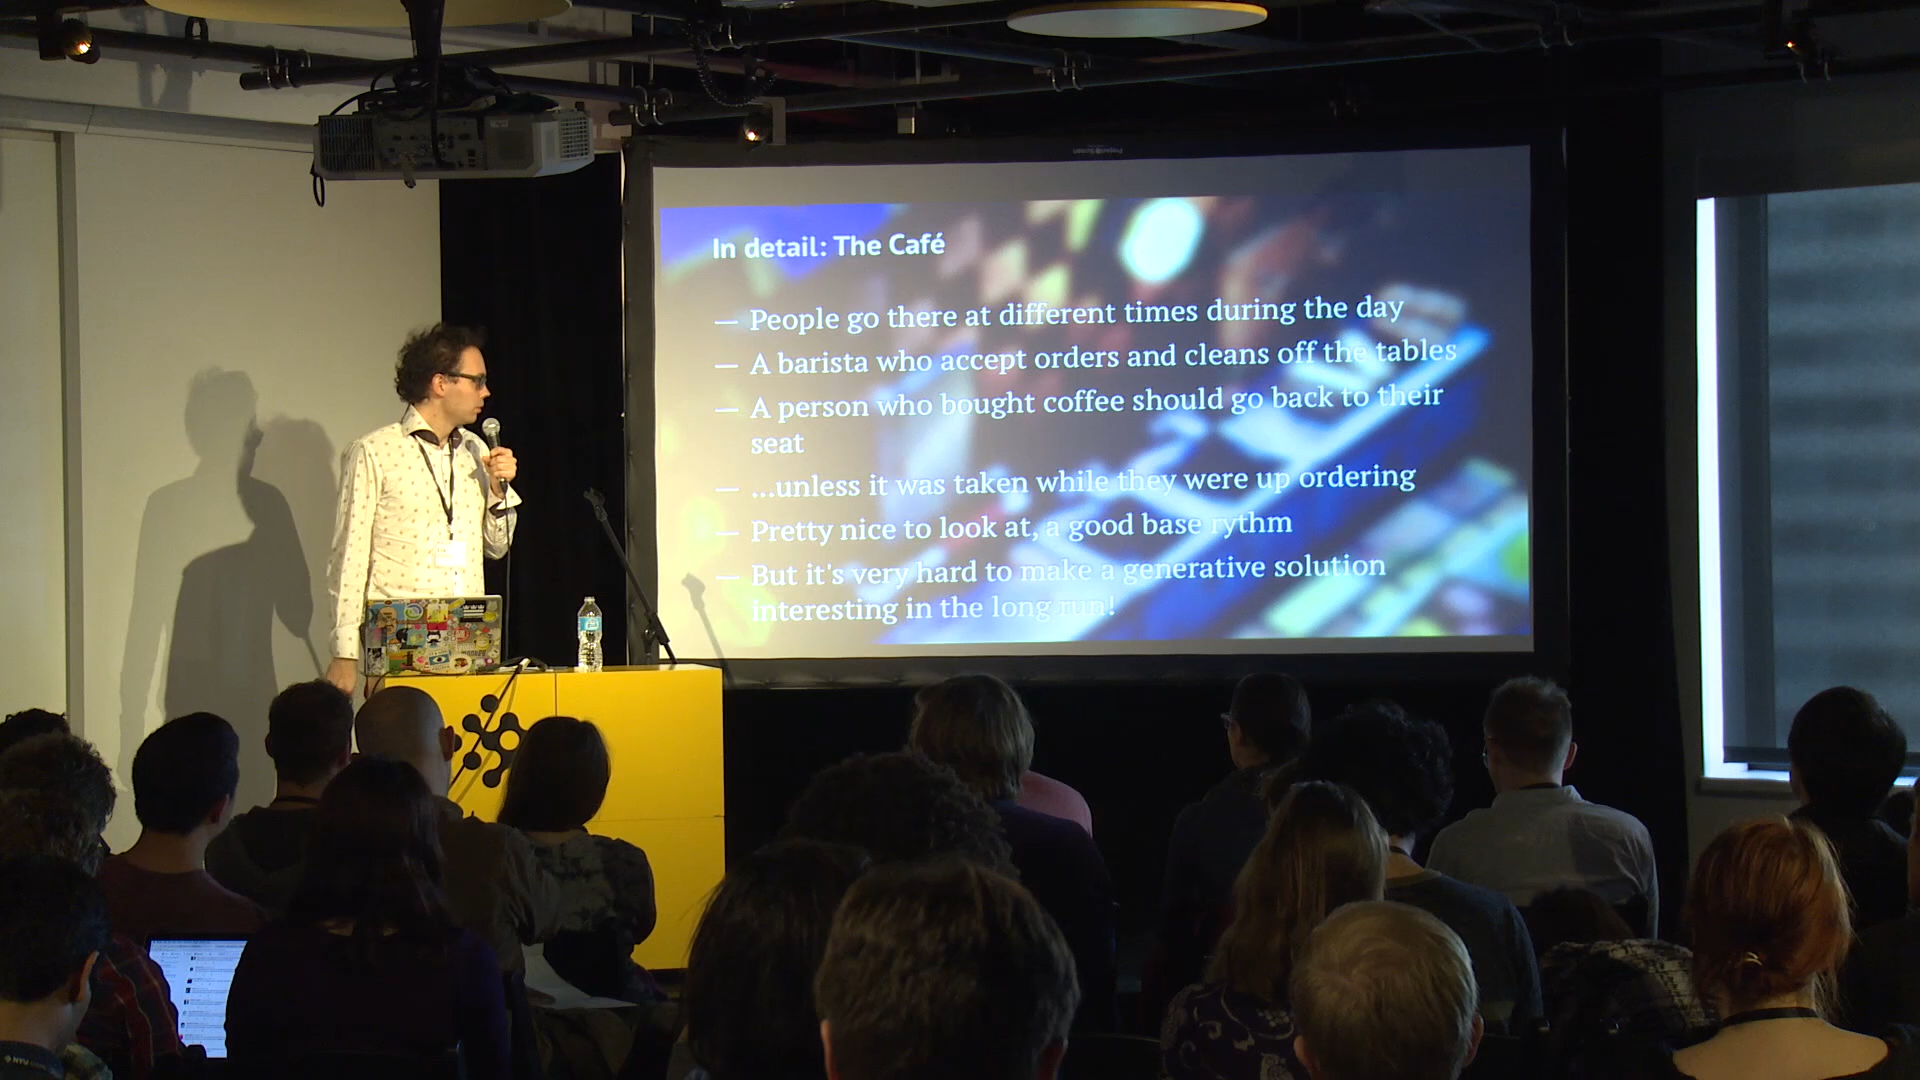 In detail: The Café
— People go there at different times during the day
— A barista who accept orders and cleans off the tables
— A person who bought coffee should go back to their
seat
— ...unless it was taken while they were up ordering
— Pretty nice to look at, a good base rythm
— But it's very hard to make a generative solution
interesting in the long run!
NYU